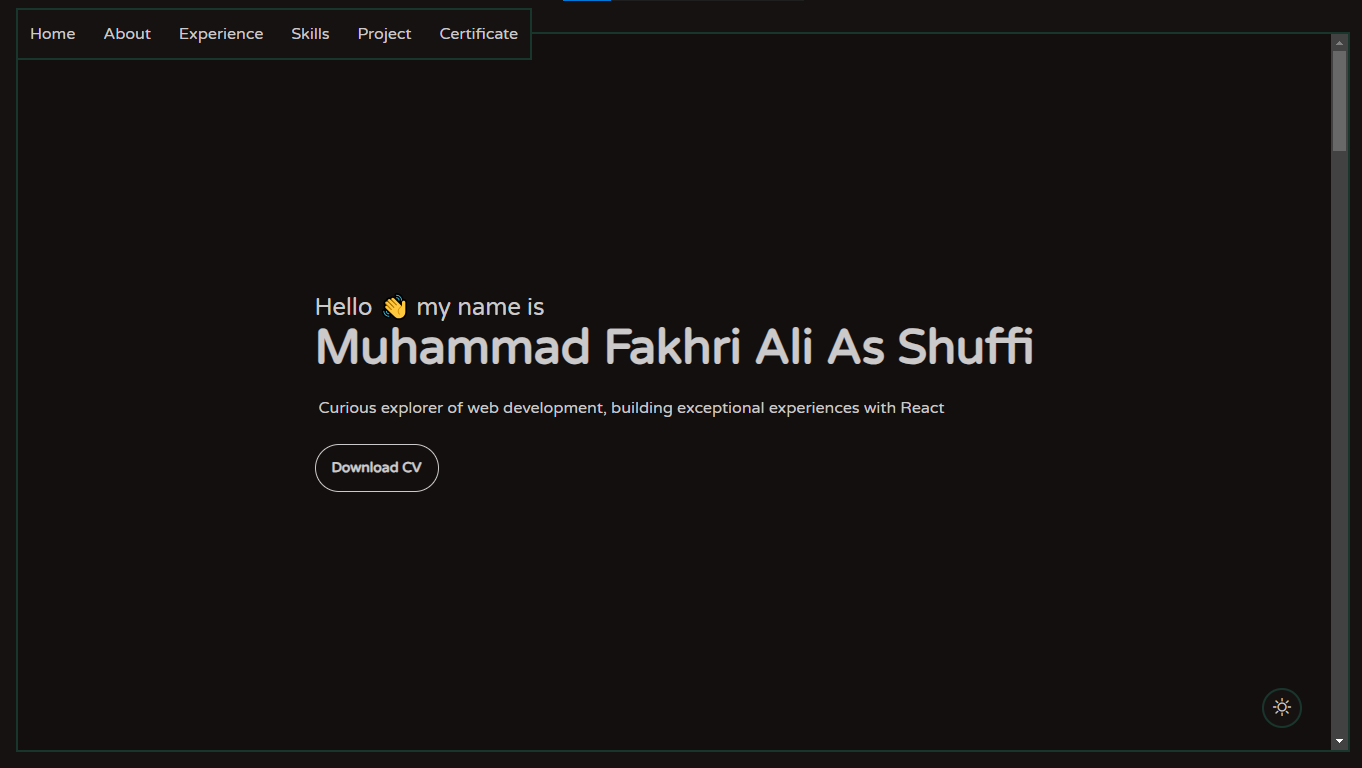 Home About Experience Skills Project Certificate
Hello 👋 my name is
Muhammad Fakhri Ali As Shuffi
Curious explorer of web development, building exceptional experiences with React
Download CV